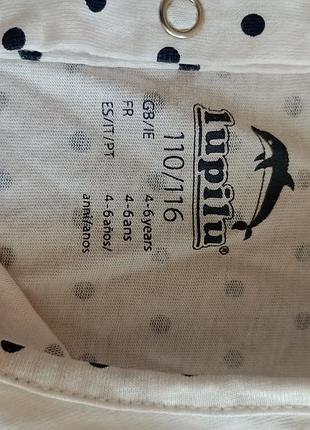 lupilu®
110/116
GB/IE 4-6 years
FR 4-6 ans
ES/IT/PT 4-6 años/
anni/anos